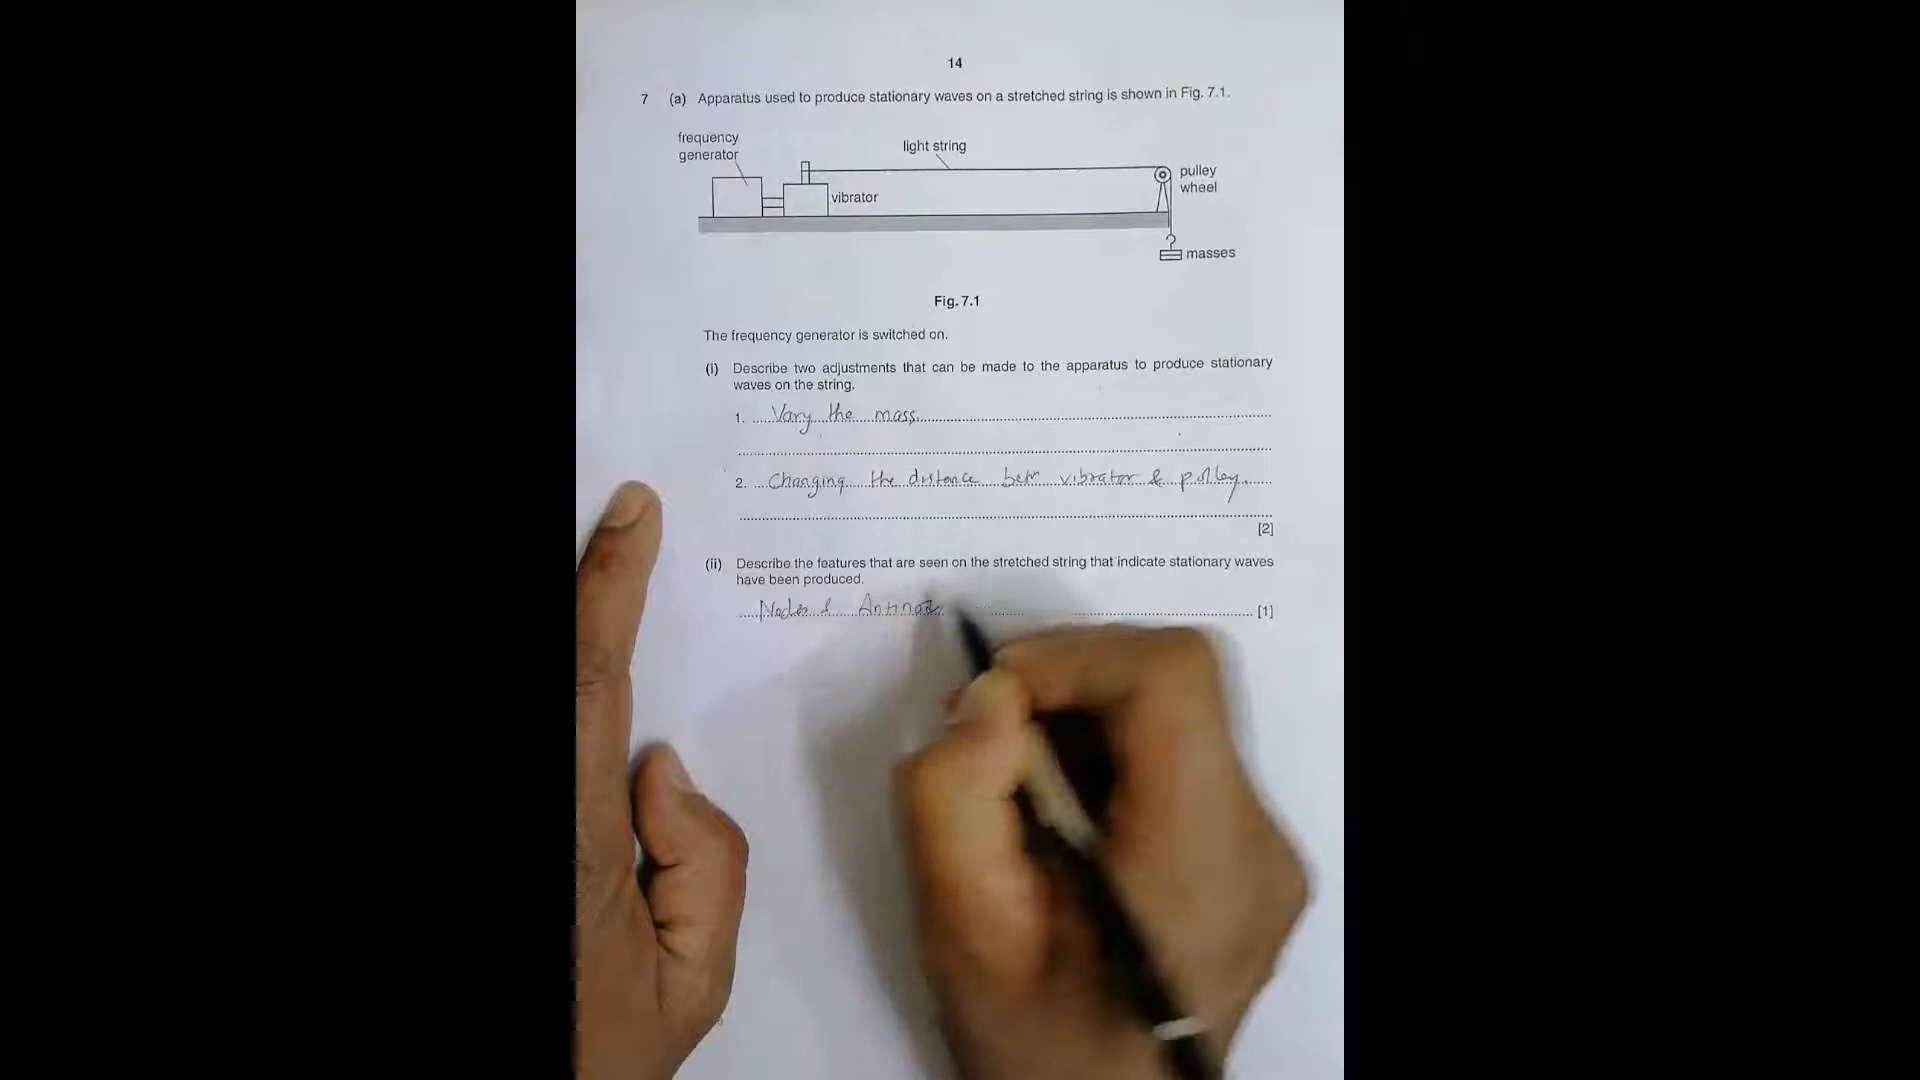 14
7 (a) Apparatus used to produce stationary waves on a stretched string is shown in Fig. 7.1.
frequency
generator
light string
pulley
wheel
vibrator
masses
Fig. 7.1
The frequency generator is switched on.
(i) Describe two adjustments that can be made to the apparatus to produce stationary
waves on the string.
1. Vary the mass.
2. Changing the distance betn vibrator & pulley.
[2]
(ii) Describe the features that are seen on the stretched string that indicate stationary waves
have been produced.
Nodes & [1]